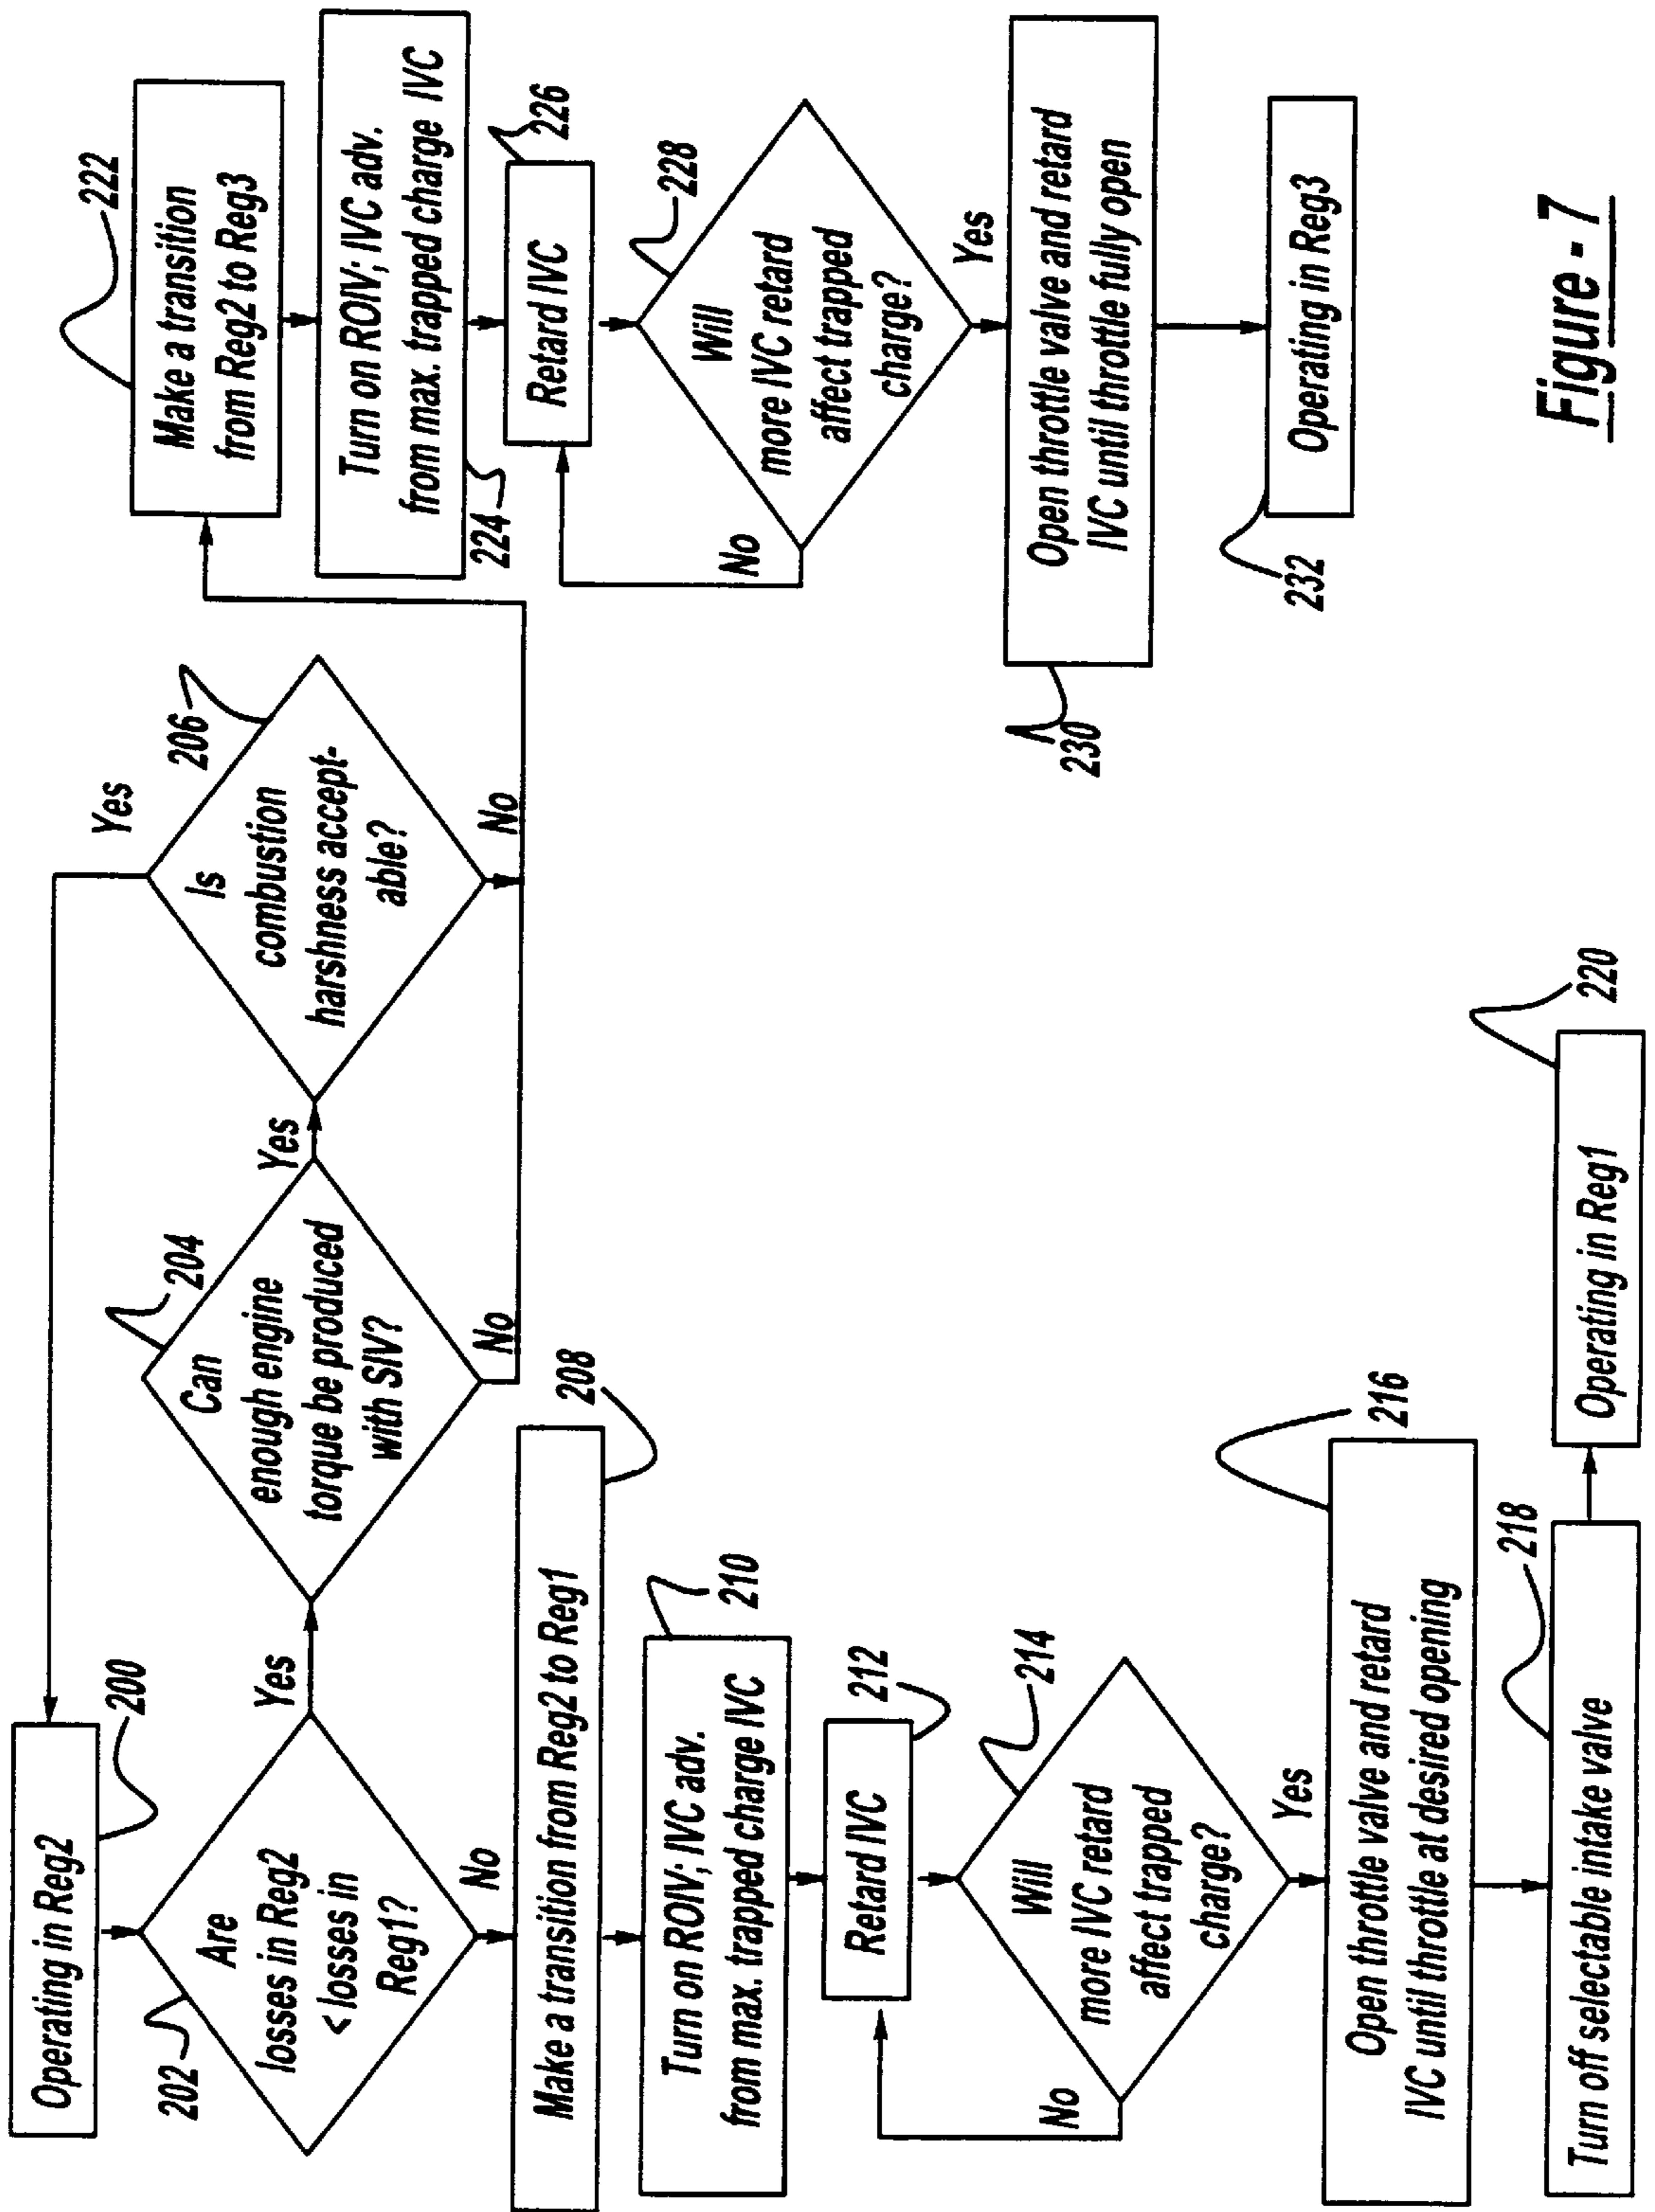 Operating in Reg2
200
Are
losses in Reg2
< losses in
Reg1?
202
Yes
No
Can
enough engine
torque be produced
with SIV?
204
Yes
No
Is
combustion
harshness accept-
able?
206
Yes
No
Make a transition from Reg2 to Reg1
208
Turn on ROIV; IVC adv.
from max. trapped charge IVC
210
Retard IVC
212
Will
more IVC retard
affect trapped
charge?
214
No
Yes
Open throttle valve and retard
IVC until throttle at desired opening
216
Turn off selectable intake valve
218
Operating in Reg1
220
Make a transition
from Reg2 to Reg3
222
Turn on ROIV; IVC adv.
from max. trapped charge IVC
224
Retard IVC
226
Will
more IVC retard
affect trapped
charge?
228
No
Yes
Open throttle valve and retard
IVC until throttle fully open
230
Operating in Reg3
232
Figure - 7